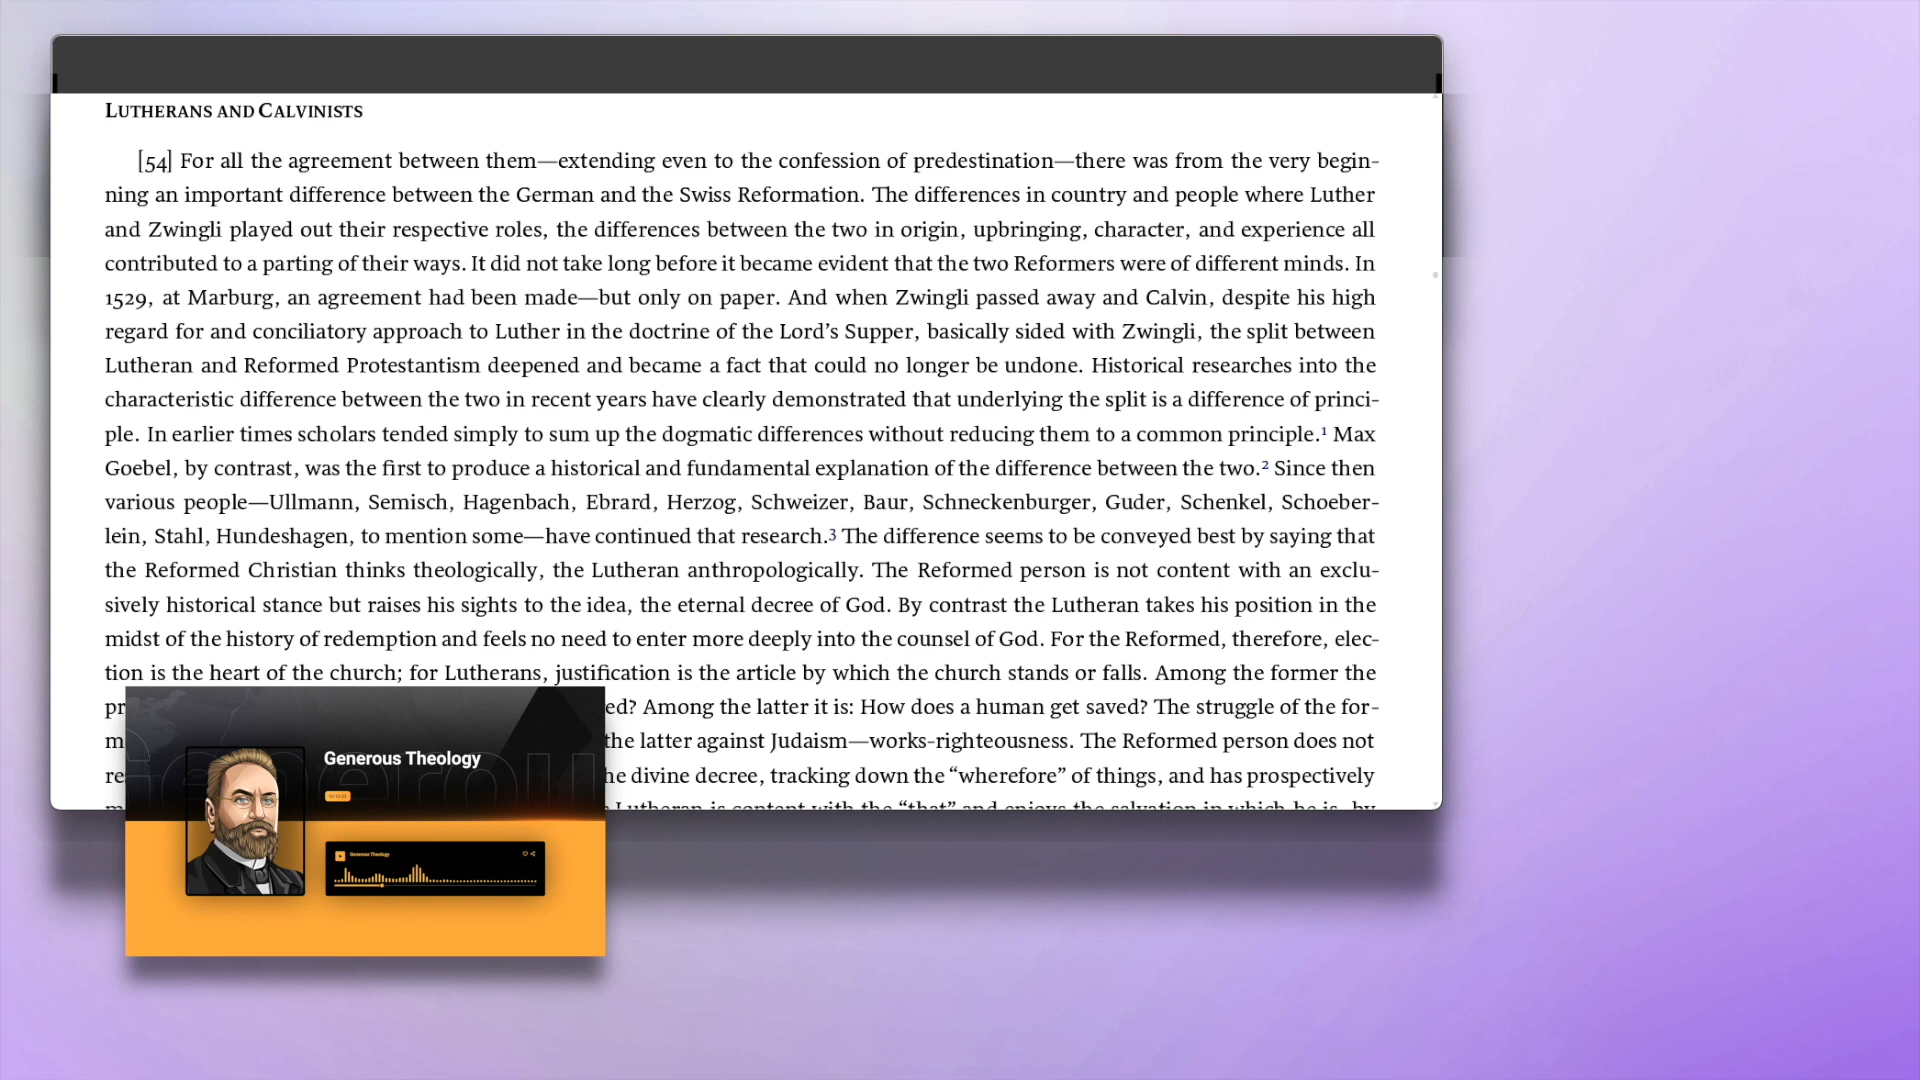 LUTHERANS AND CALVINISTS
[54] For all the agreement between them—extending even to the confession of predestination—there was from the very begin-
ning an important difference between the German and the Swiss Reformation. The differences in country and people where Luther
and Zwingli played out their respective roles, the differences between the two in origin, upbringing, character, and experience all
contributed to a parting of their ways. It did not take long before it became evident that the two Reformers were of different minds. In
1529, at Marburg, an agreement had been made—but only on paper. And when Zwingli passed away and Calvin, despite his high
regard for and conciliatory approach to Luther in the doctrine of the Lord’s Supper, basically sided with Zwingli, the split between
Lutheran and Reformed Protestantism deepened and became a fact that could no longer be undone. Historical researches into the
characteristic difference between the two in recent years have clearly demonstrated that underlying the split is a difference of princi-
ple. In earlier times scholars tended simply to sum up the dogmatic differences without reducing them to a common principle.1 Max
Goebel, by contrast, was the first to produce a historical and fundamental explanation of the difference between the two.2 Since then
various people—Ullmann, Semisch, Hagenbach, Ebrard, Herzog, Schweizer, Baur, Schneckenburger, Guder, Schenkel, Schoeber-
lein, Stahl, Hundeshagen, to mention some—have continued that research.3 The difference seems to be conveyed best by saying that
the Reformed Christian thinks theologically, the Lutheran anthropologically. The Reformed person is not content with an exclu-
sively historical stance but raises his sights to the idea, the eternal decree of God. By contrast the Lutheran takes his position in the
midst of the history of redemption and feels no need to enter more deeply into the counsel of God. For the Reformed, therefore, elec-
tion is the heart of the church; for Lutherans, justification is the article by which the church stands or falls. Among the former the
pr ed? Among the latter it is: How does a human get saved? The struggle of the for-
m the latter against Judaism—works-righteousness. The Reformed person does not
re he divine decree, tracking down the “wherefore” of things, and has prospectively
Lutheran is content with the “that” and enjoys the salvation in which he is, by
Generous Theology
Generous Theology